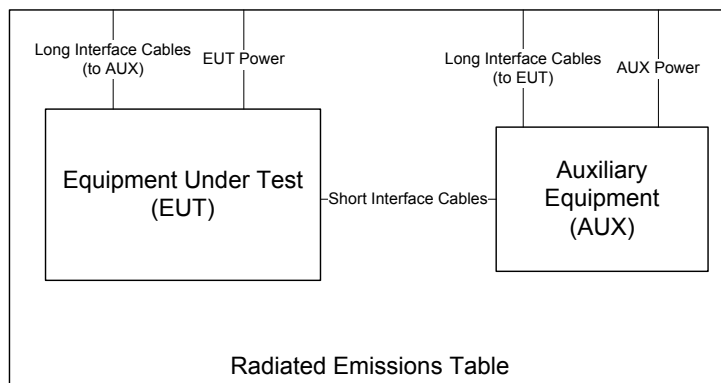 Long Interface Cables
(to AUX)
EUT Power
Long Interface Cables
(to EUT)
AUX Power
Equipment Under Test
(EUT)
Short Interface Cables
Auxiliary
Equipment
(AUX)
Radiated Emissions Table